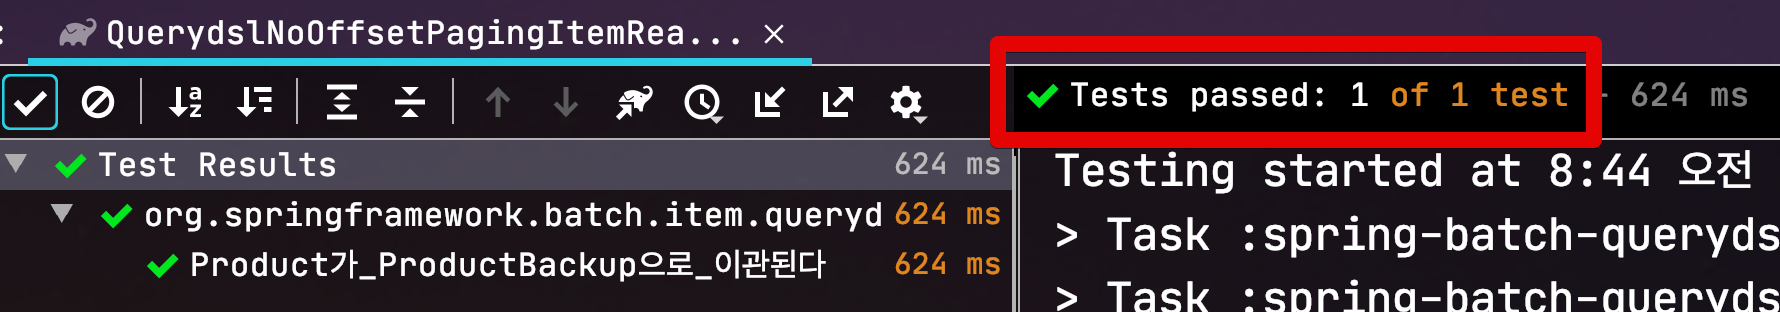 QuerydslNoOffsetPagingItemRea... ×
Tests passed: 1 of 1 test - 624 ms
Test Results 624 ms
org.springframework.batch.item.queryd 624 ms
Product가_ProductBackup으로_이관된다 624 ms
Testing started at 8:44 오전
> Task :spring-batch-queryds
> Task :spring-batch-queryds